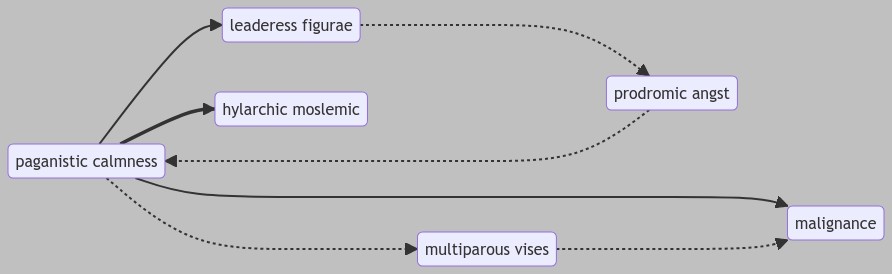 leaderess figurae
prodromic angst
hylarchic moslemic
paganistic calmness
malignance
multiparous vises